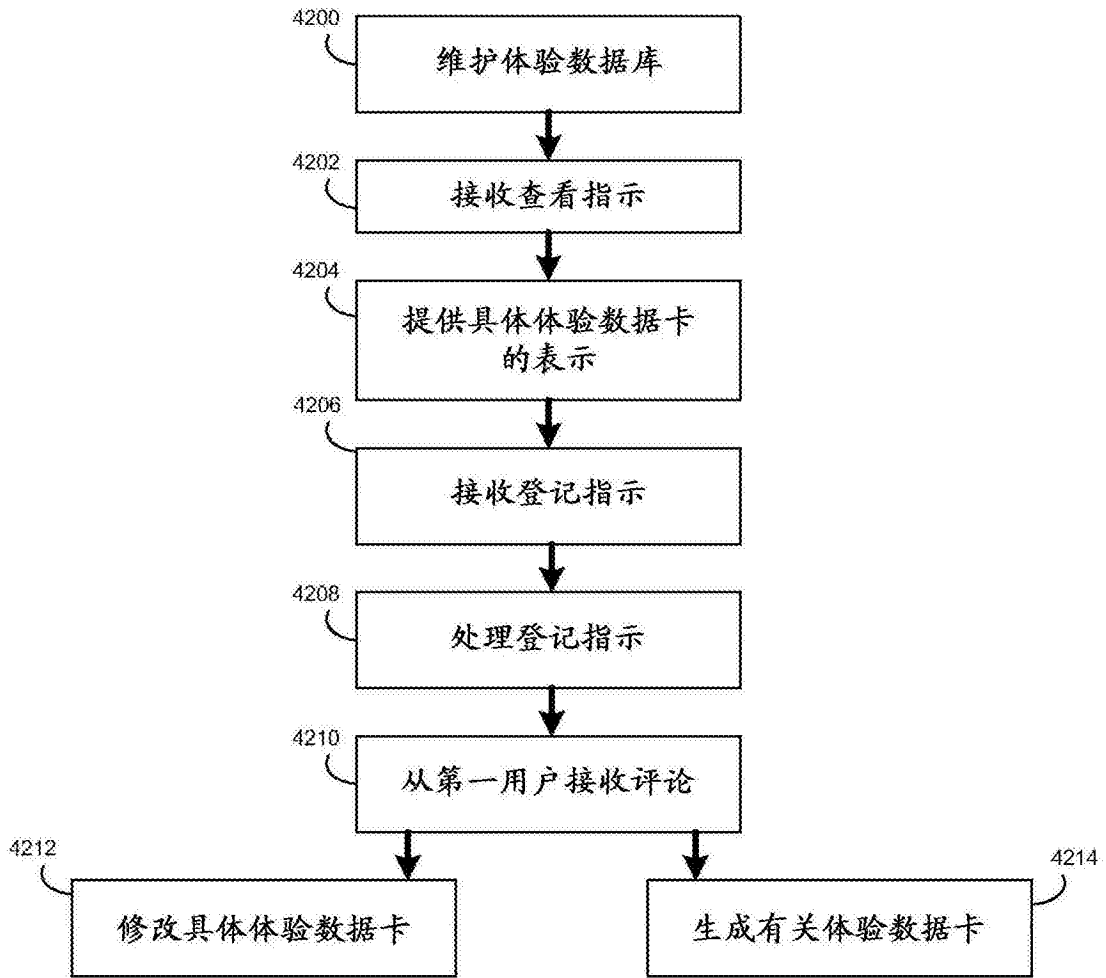 4200
维护体验数据库
4202
接收查看指示
4204
提供具体体验数据卡
的表示
4206
接收登记指示
4208
处理登记指示
4210
从第一用户接收评论
4212
修改具体体验数据卡
4214
生成有关体验数据卡